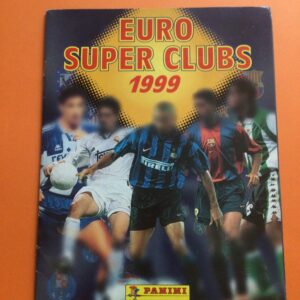 EURO
SUPER CLUBS
1999
PIRELLI
PANINI